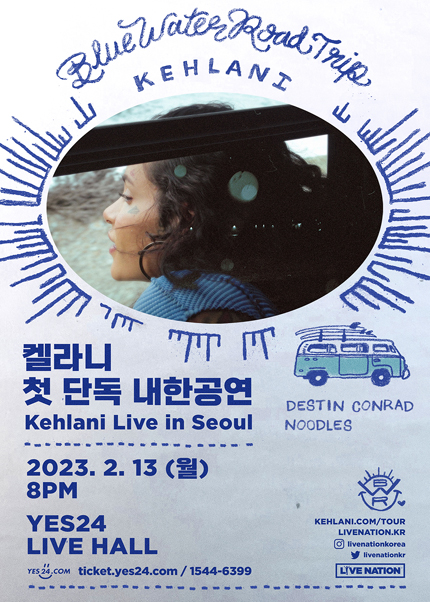 Blue Water Road Trip
KEHLANI
켈라니
첫 단독 내한공연
Kehlani Live in Seoul
DESTIN CONRAD
NOODLES
2023. 2. 13 (월)
8PM
YES24
LIVE HALL
YES24.COM ticket.yes24.com / 1544-6399
BWRT
KEHLANI.COM/TOUR
LIVENATION.KR
livenationkorea
livenationkr
LIVE NATION